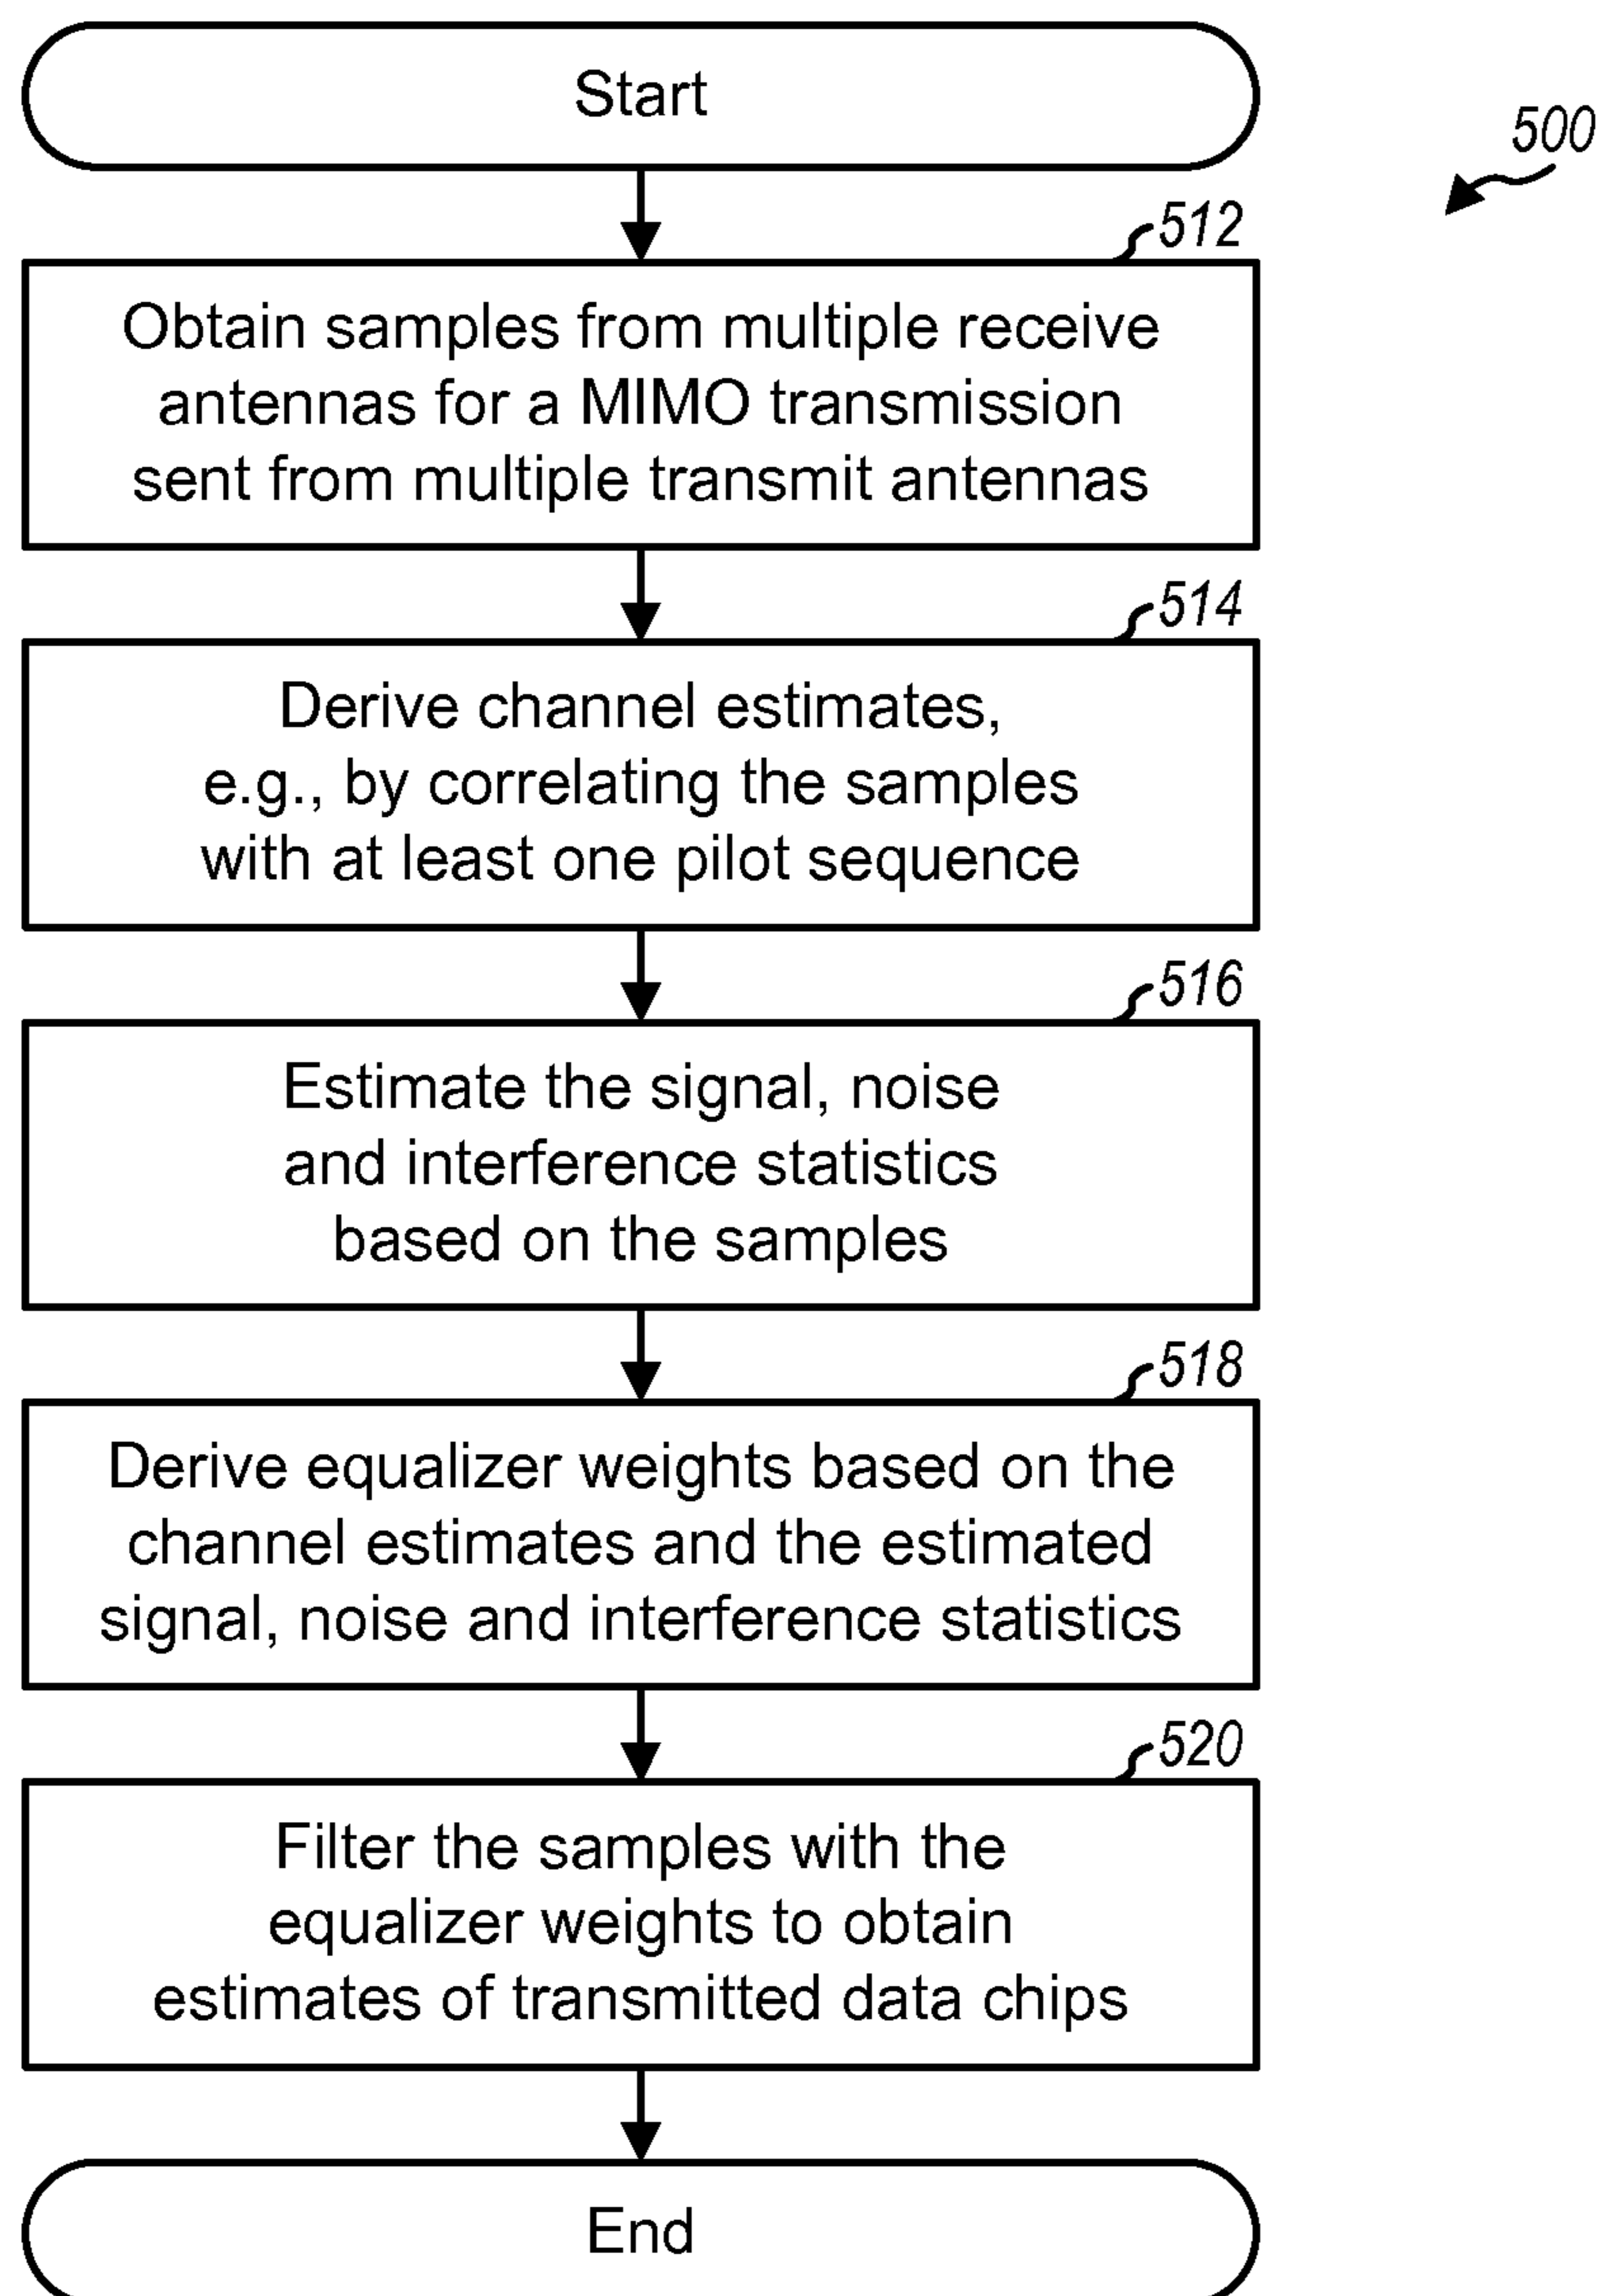 Start
500
512
Obtain samples from multiple receive
antennas for a MIMO transmission
sent from multiple transmit antennas
514
Derive channel estimates,
e.g., by correlating the samples
with at least one pilot sequence
516
Estimate the signal, noise
and interference statistics
based on the samples
518
Derive equalizer weights based on the
channel estimates and the estimated
signal, noise and interference statistics
520
Filter the samples with the
equalizer weights to obtain
estimates of transmitted data chips
End